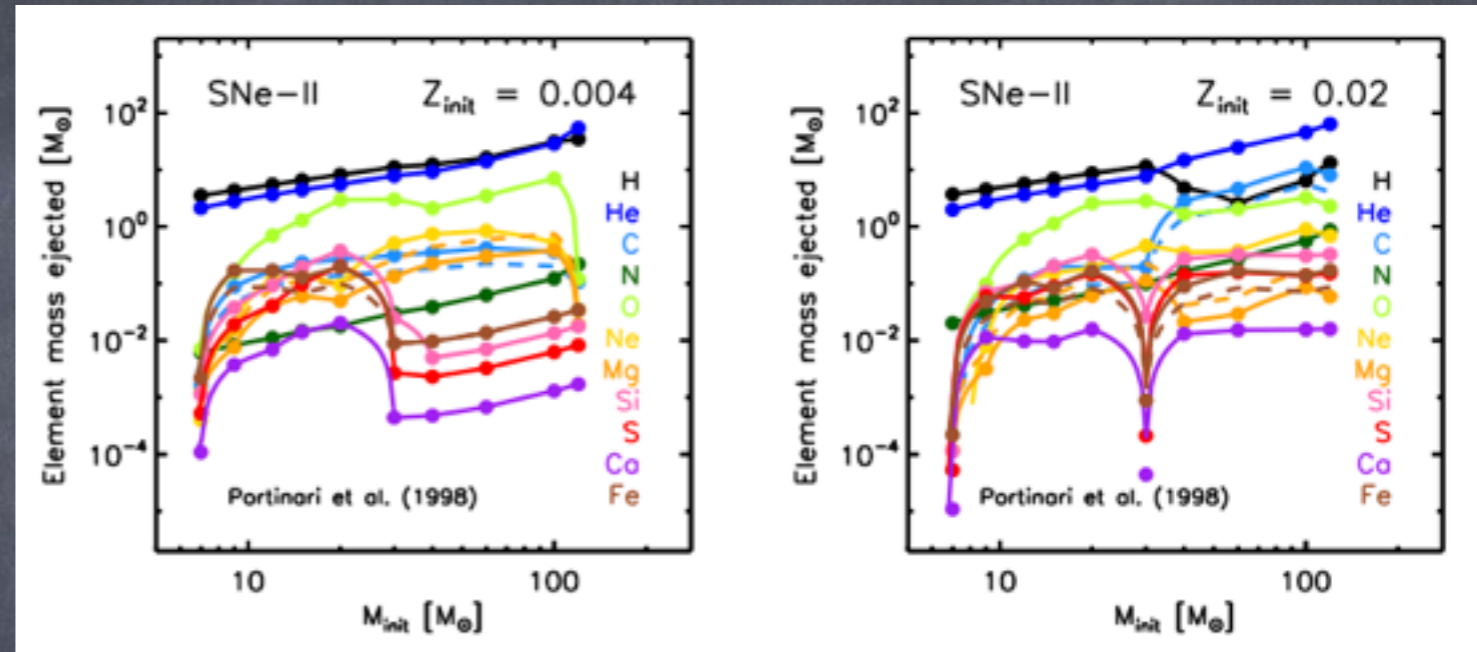 SNe-II Z_init = 0.004
Element mass ejected [M_⊙]
10^2
10^0
10^-2
10^-4
H
He
C
N
O
Ne
Mg
Si
S
Ca
Fe
Portinari et al. (1998)
10 100
M_init [M_⊙]
SNe-II Z_init = 0.02
Element mass ejected [M_⊙]
10^2
10^0
10^-2
10^-4
H
He
C
N
O
Ne
Mg
Si
S
Ca
Fe
Portinari et al. (1998)
10 100
M_init [M_⊙]